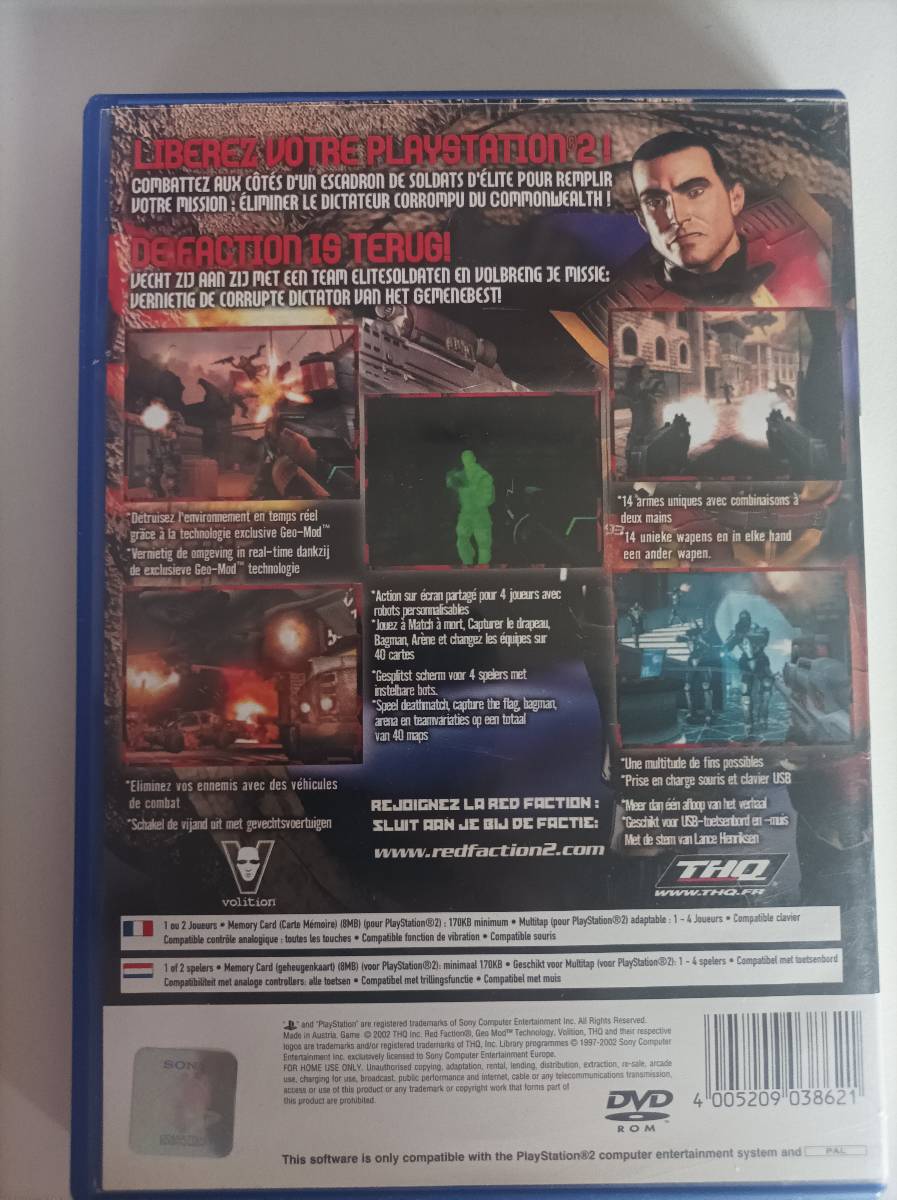 LIBEREZ VOTRE PLAYSTATION®2 !
COMBATTEZ AUX CÔTÉS D'UN ESCADRON DE SOLDATS D'ÉLITE POUR REMPLIR
VOTRE MISSION : ÉLIMINER LE DICTATEUR CORROMPU DU COMMONWEALTH !
DE FACTION IS TERUG!
VECHT ZIJ AAN ZIJ MET EEN TEAM ELITESOLDATEN EN VOLBRENG JE MISSIE:
VERNIETIG DE CORRUPTE DICTATOR VAN HET GEMENEBEST!
*Détruisez l'environnement en temps réel
grâce à la technologie exclusive Geo-Mod™
*Vernietig de omgeving in real-time dankzij
de exclusieve Geo-Mod™ technologie
*14 armes uniques avec combinaisons à
deux mains
*14 unieke wapens en in elke hand
een ander wapen.
*Action sur écran partagé pour 4 joueurs avec
robots personnalisables
*Jouez à Match à mort, Capturer le drapeau,
Bagman, Arène et changez les équipes sur
40 cartes
*Gesplitst scherm voor 4 spelers met
instelbare bots.
*Speel deathmatch, capture the flag, bagman,
arena en teamvariaties op een totaal
van 40 maps
*Eliminez vos ennemis avec des véhicules
de combat
*Schakel de vijand uit met gevechtsvoertuigen
*Une multitude de fins possibles
*Prise en charge souris et clavier USB
*Meer dan één afloop van het verhaal
*Geschikt voor USB-toetsenbord en -muis
Met de stem van Lance Henriksen
REJOIGNEZ LA RED FACTION :
SLUIT AAN JE BIJ DE FACTIE:
www.redfaction2.com
volition
THQ
WWW.THQ.FR
1 ou 2 Joueurs • Memory Card (Carte Mémoire) (8MB) (pour PlayStation®2) : 170KB minimum • Multitap (pour PlayStation®2) adaptable : 1 - 4 Joueurs • Compatible clavier
Compatible contrôle analogique : toutes les touches • Compatible fonction de vibration • Compatible souris
1 of 2 spelers • Memory Card (geheugenkaart) (8MB) (voor PlayStation®2): minimaal 170KB • Geschikt voor Multitap (voor PlayStation®2): 1 - 4 spelers • Compatibel met toetsenbord
Compatibiliteit met analoge controllers: alle toetsen • Compatibel met trillingsfunctie • Compatibel met muis
" " and "PlayStation" are registered trademarks of Sony Computer Entertainment Inc. All Rights Reserved.
Made in Austria. Game © 2002 THQ Inc. Red Faction®, Geo Mod™ Technology, Volition, THQ and their respective
logos are trademarks and/or registered trademarks of THQ, Inc. Library programmes © 1997-2002 Sony Computer
Entertainment Inc. exclusively licensed to Sony Computer Entertainment Europe.
FOR HOME USE ONLY. Unauthorised copying, adaptation, rental, lending, distribution, extraction, re-sale, arcade
use, charging for use, broadcast, public performance and internet, cable or any telecommunications transmission,
access or use of this product or any trademark or copyright work that forms part of
this product are prohibited.
SONY
DVD
ROM
4 005209 038621
This software is only compatible with the PlayStation®2 computer entertainment system and PAL